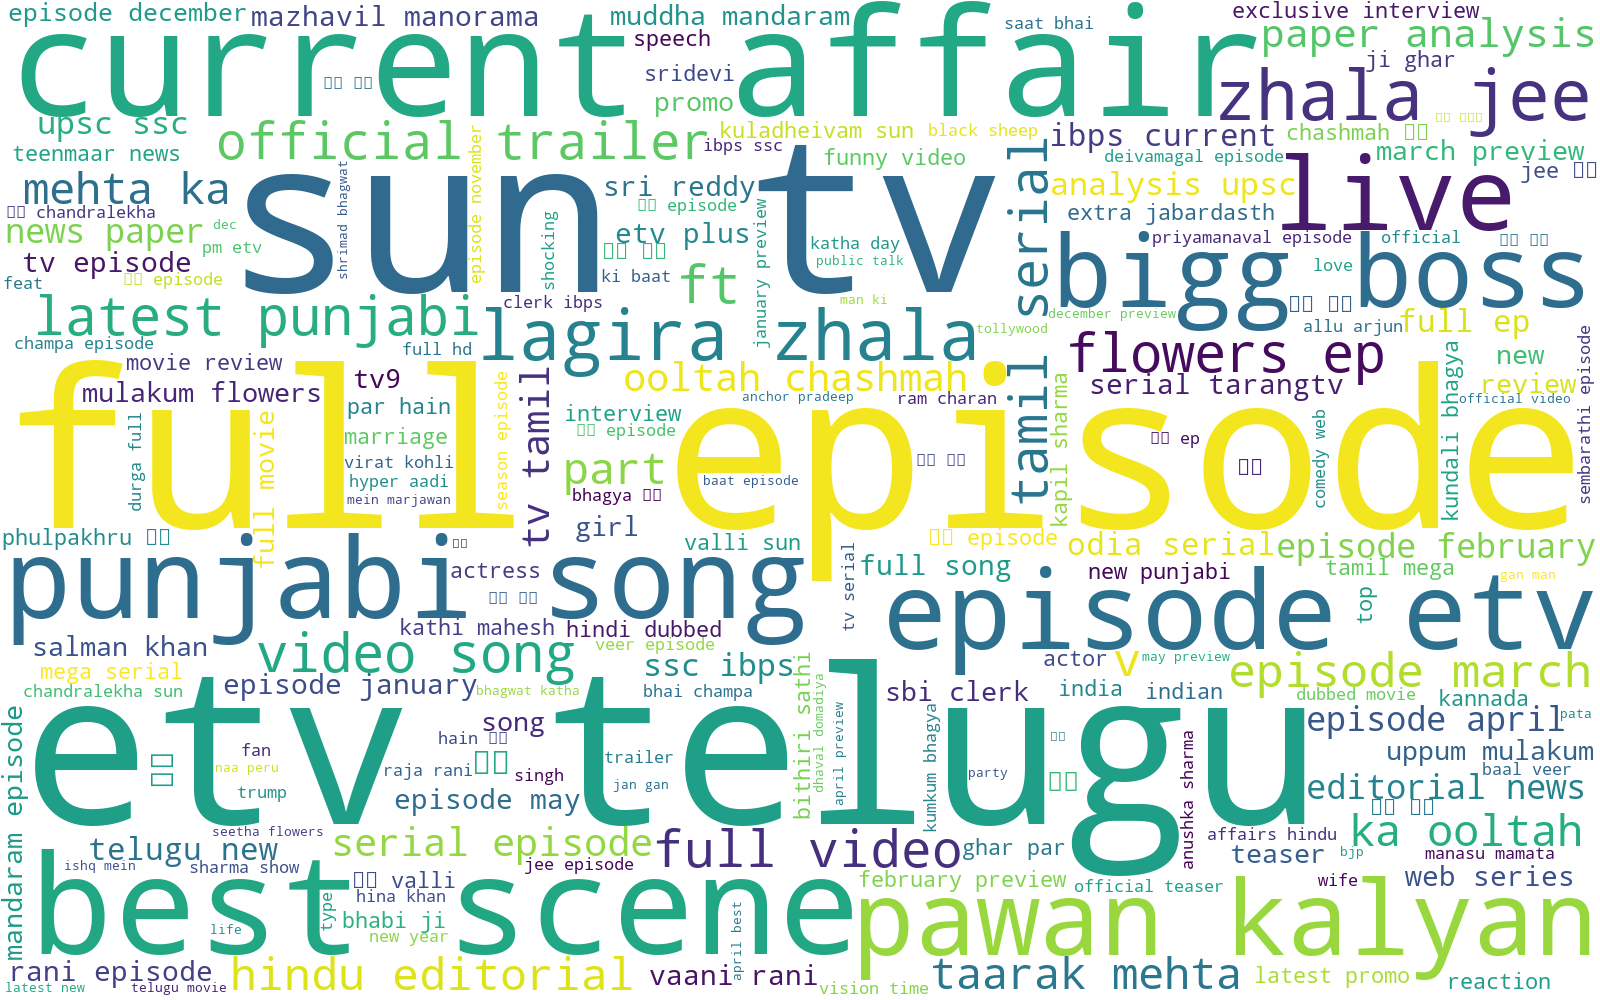 episode december
mazhavil manorama
muddha mandaram
saat bhai
exclusive interview
current affair
speech
paper analysis
sridevi
ji ghar
promo
zhala jee
upsc ssc
official trailer
ibps ssc
kuladheivam sun
black sheep
ibps current
chashmah
teenmaar news
funny video
deivamagal episode
march preview
mehta ka
sun tv
sri reddy
tamil serial
analysis upsc
live
jee
chandralekha
shrimad bhagwat
episode november
episode
extra jabardasth
news paper
dec
pm etv
etv plus
january preview
katha day
priyamanaval episode
official
tv episode
shocking
public talk
bigg boss
feat
episode
ki baat
ft
love
latest punjabi
clerk ibps
man ki
december preview
champa episode
full hd
lagira zhala
tollywood
allu arjun
full ep
movie review
flowers ep
new
mulakum flowers
tv9
tv tamil
ooltah chashmah
serial tarangtv
review
full episode
season episode
par hain
interview
anchor pradeep
ram charan
official video
sembarathi episode
durga full
full movie
marriage
episode
ep
kapil sharma
comedy web
kundali bhagya
virat kohli
part
hyper aadi
baat episode
mein marjawan
bhagya
phulpakhru
girl
valli sun
episode
odia serial
episode february
punjabi song
actress
tv serial
full song
new punjabi
tamil mega
gan man
episode etv
top
salman khan
kathi mahesh
hindi dubbed
veer episode
video song
ssc ibps
bithiri sathi
actor
v
may preview
episode march
mega serial
chandralekha sun
episode january
bhagwat katha
bhai champa
dhaval domadiya
sbi clerk
india
indian
dubbed movie
kannada
mandaram episode
etv telugu
song
april preview
kumkum bhagya
episode april
pata
fan
hain
trailer
anushka sharma
uppum mulakum
naa peru
raja rani
singh
jan gan
party
baal veer
trump
episode may
editorial news
seetha flowers
serial episode
affairs hindu
ka ooltah
telugu new
full video
ghar par
teaser
bjp
manasu mamata
ishq mein
sharma show
jee episode
best scene
valli
february preview
official teaser
wife
web series
type
hina khan
bhabi ji
pawan kalyan
life
new year
april best
rani episode
hindu editorial
vaani rani
taarak mehta
latest promo
reaction
latest new
telugu movie
vision time